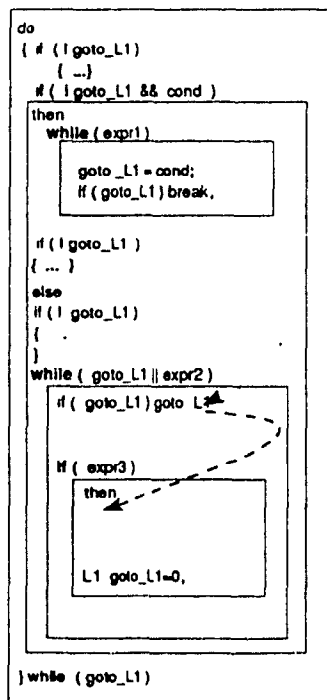 do
{ if ( ! goto_L1)
{ ...}
if ( ! goto_L1 && cond )
then
while ( expr1)
goto _L1 = cond;
if ( goto_L1) break,
if ( ! goto_L1 )
{ ... }
else
if ( ! goto_L1)
{ .
}
while ( goto_L1 || expr2)
if ( goto_L1) goto L
if ( expr3)
then
L1 goto_L1=0,
} while ( goto_L1)